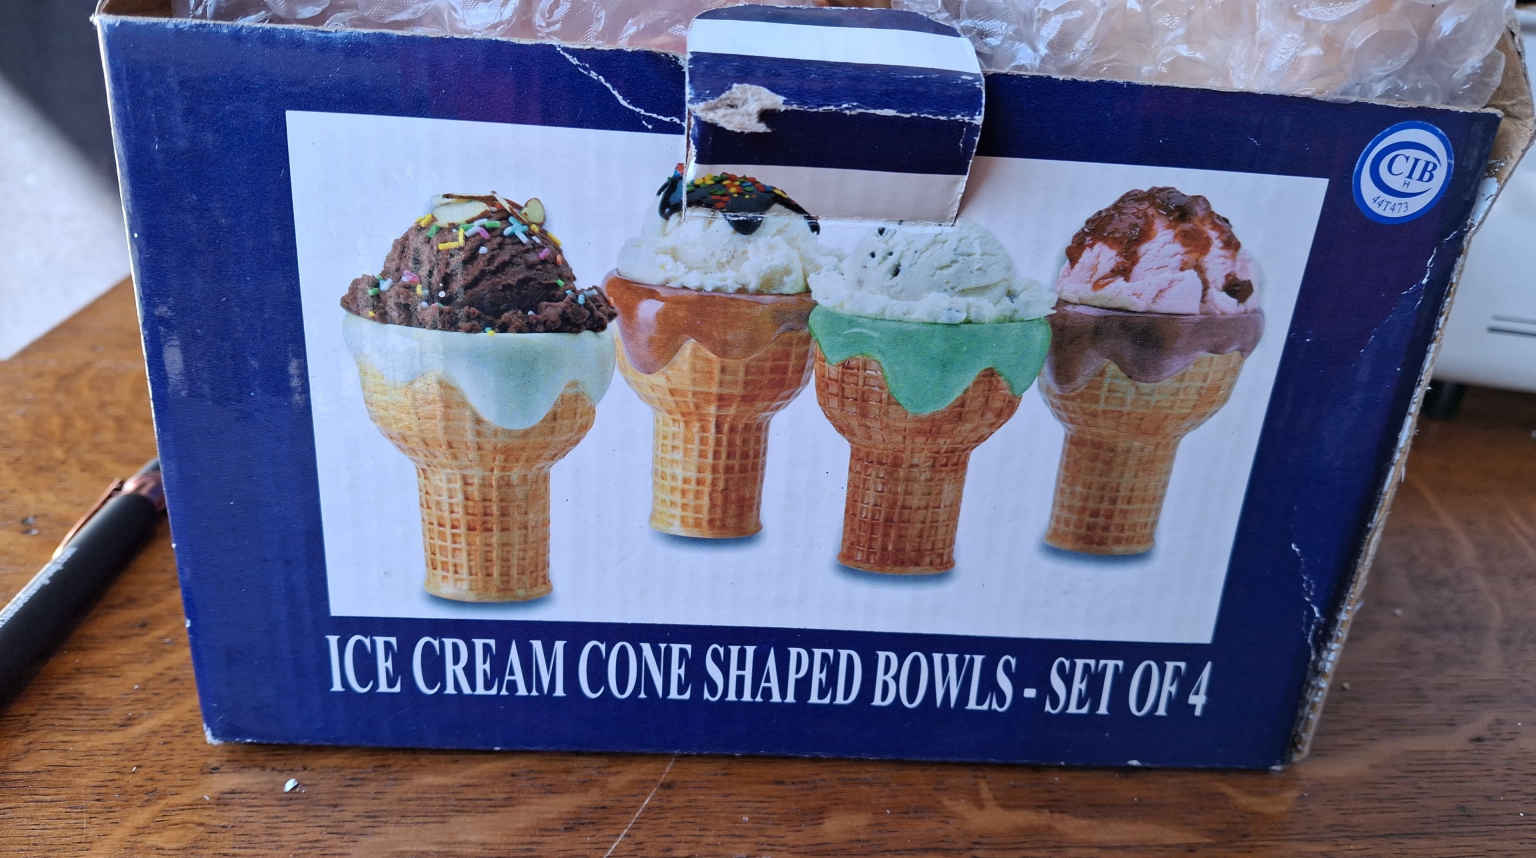 CIB
H
44T473
ICE CREAM CONE SHAPED BOWLS - SET OF 4